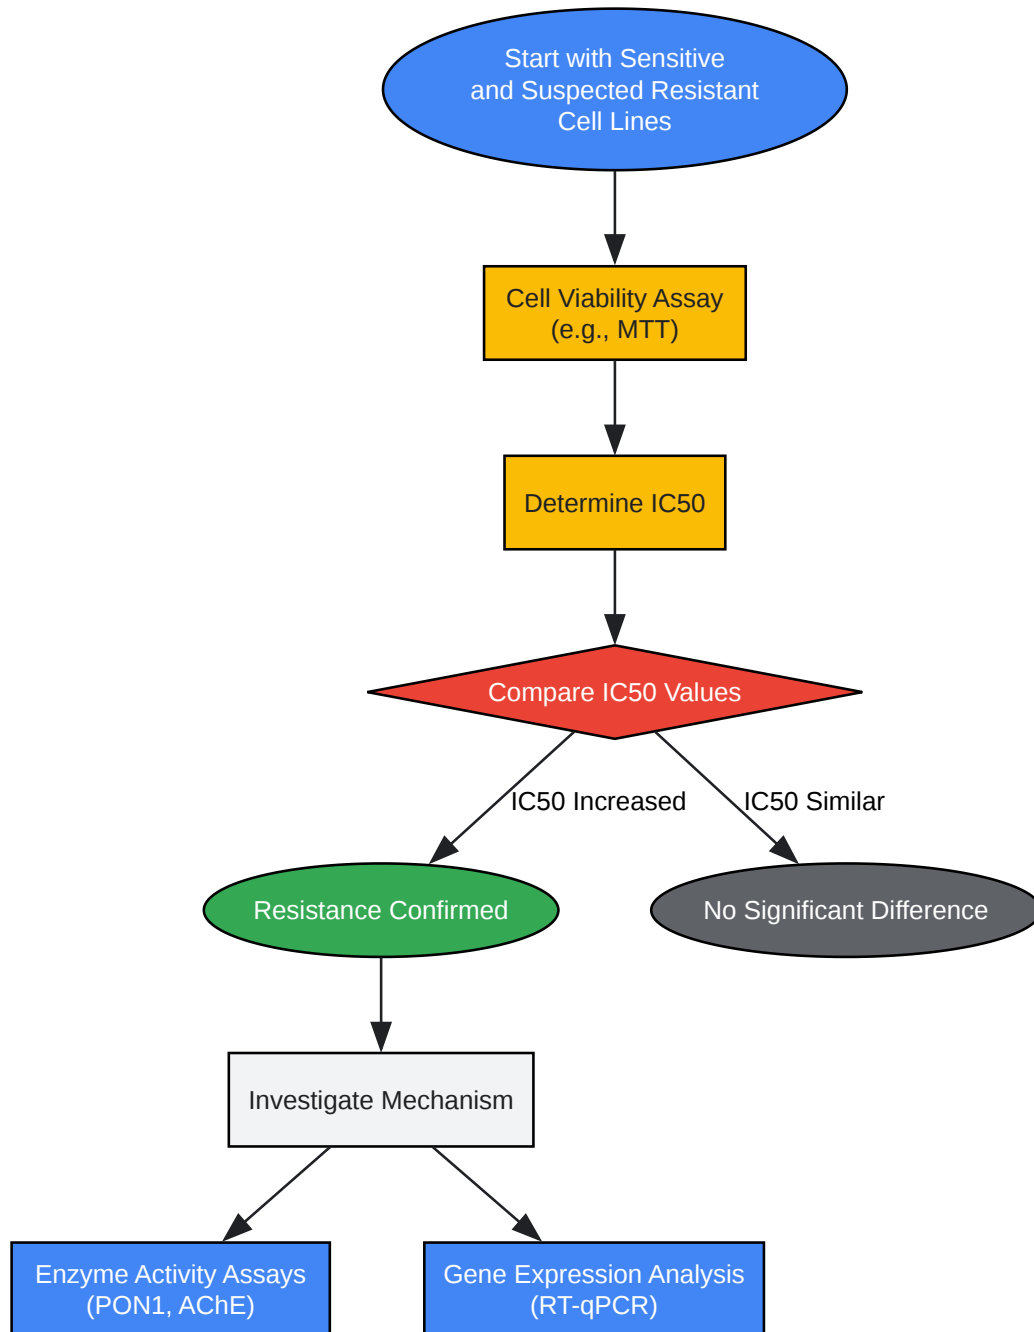 Start with Sensitive
and Suspected Resistant
Cell Lines
Cell Viability Assay
(e.g., MTT)
Determine IC50
Compare IC50 Values
IC50 Increased
IC50 Similar
Resistance Confirmed
No Significant Difference
Investigate Mechanism
Enzyme Activity Assays
(PON1, AChE)
Gene Expression Analysis
(RT-qPCR)